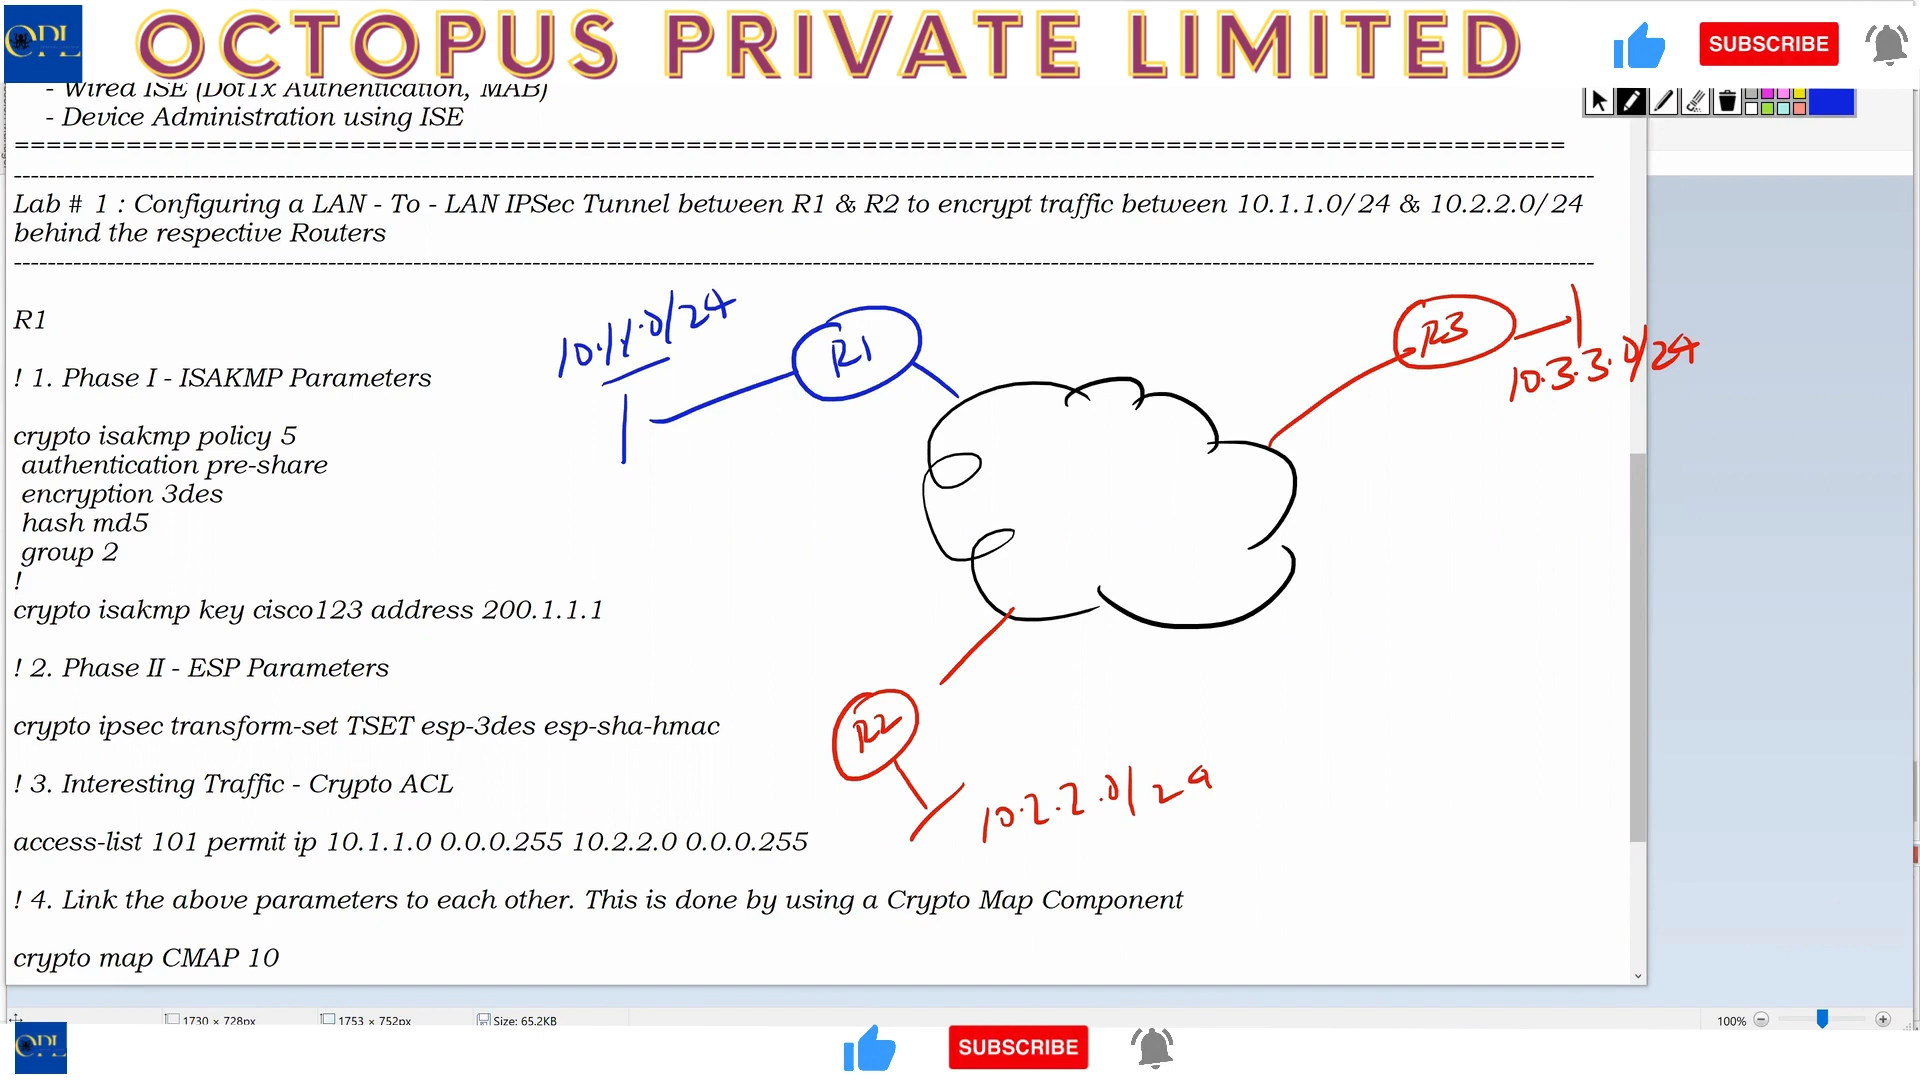 OPL
OCTOPUS PRIVATE LIMITED
SUBSCRIBE
- Wired ISE (Dot1x Authentication, MAB)
- Device Administration using ISE
Lab # 1 : Configuring a LAN - To - LAN IPSec Tunnel between R1 & R2 to encrypt traffic between 10.1.1.0/24 & 10.2.2.0/24
behind the respective Routers
R1
10.1.1.0/24
R1
R3
10.3.3.0/24
! 1. Phase I - ISAKMP Parameters
crypto isakmp policy 5
authentication pre-share
encryption 3des
hash md5
group 2
!
crypto isakmp key cisco123 address 200.1.1.1
! 2. Phase II - ESP Parameters
crypto ipsec transform-set TSET esp-3des esp-sha-hmac
R2
10.2.2.0/24
! 3. Interesting Traffic - Crypto ACL
access-list 101 permit ip 10.1.1.0 0.0.0.255 10.2.2.0 0.0.0.255
! 4. Link the above parameters to each other. This is done by using a Crypto Map Component
crypto map CMAP 10
1730 × 728px
1753 × 752px
Size: 65.2KB
100%
OPL
SUBSCRIBE